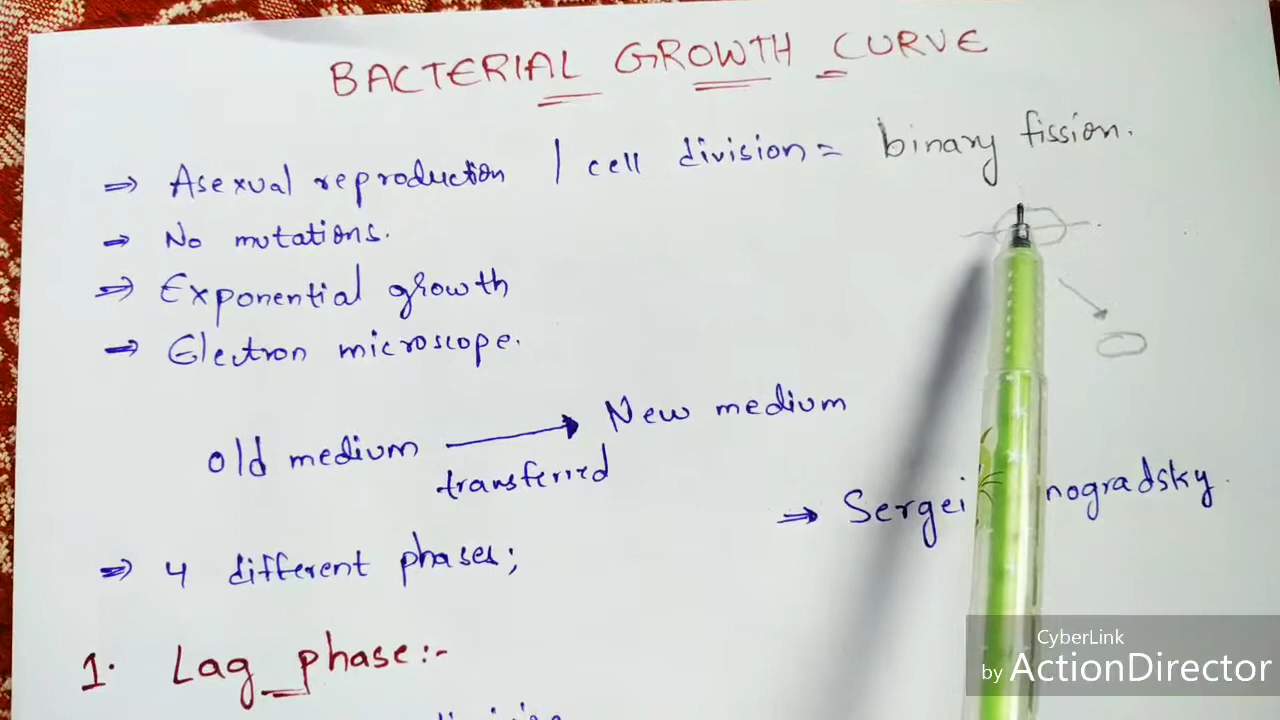 BACTERIAL GROWTH CURVE
⇒ Asexual reproduction / cell division = binary fission.
→ No mutations.
⇒ Exponential growth
→ Electron microscope.
Old medium → New medium
transferred
⇒ Sergei nogradsky.
⇒ 4 different phases;
1. Lag phase:-
CyberLink
by ActionDirector